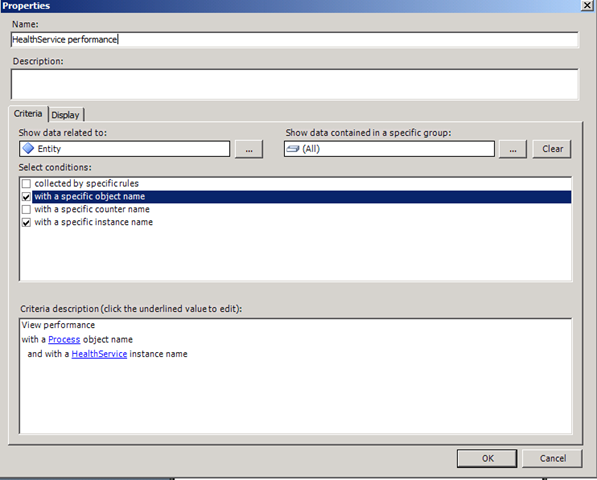 Properties
Name:
HealthService performance
Description:
Criteria Display
Show data related to: Show data contained in a specific group:
Entity ... (All) ... Clear
Select conditions:
collected by specific rules
with a specific object name
with a specific counter name
with a specific instance name
Criteria description (click the underlined value to edit):
View performance
with a Process object name
and with a HealthService instance name
OK Cancel